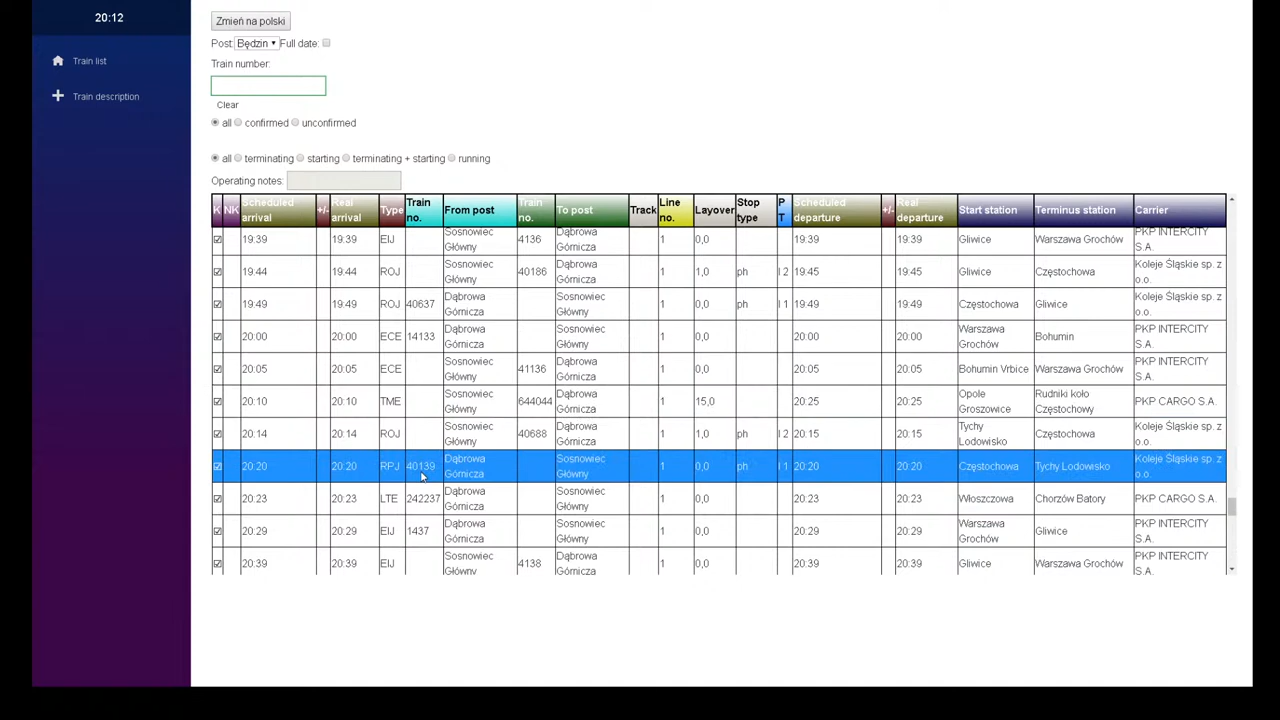 20:12
Train list
Train description
Zmień na polski
Post: Będzin Full date:
Train number:
Clear
all confirmed unconfirmed
all terminating starting terminating + starting running
Operating notes:
K NK Scheduled arrival +/- Real arrival Type Train no. From post Train no. To post Track Line no. Layover Stop type P T Scheduled departure +/- Real departure Start station Terminus station Carrier
19:39 19:39 EIJ Sosnowiec Główny 4136 Dąbrowa Górnicza 1 0,0 19:39 19:39 Gliwice Warszawa Grochów PKP INTERCITY S.A.
19:44 19:44 ROJ Sosnowiec Główny 40186 Dąbrowa Górnicza 1 1,0 ph I 2 19:45 19:45 Gliwice Częstochowa Koleje Śląskie sp. z o.o.
19:49 19:49 ROJ 40637 Dąbrowa Górnicza Sosnowiec Główny 1 0,0 ph I 1 19:49 19:49 Częstochowa Gliwice Koleje Śląskie sp. z o.o.
20:00 20:00 ECE 14133 Dąbrowa Górnicza Sosnowiec Główny 1 0,0 20:00 20:00 Warszawa Grochów Bohumin PKP INTERCITY S.A.
20:05 20:05 ECE Sosnowiec Główny 41136 Dąbrowa Górnicza 1 0,0 20:05 20:05 Bohumin Vrbice Warszawa Grochów PKP INTERCITY S.A.
20:10 20:10 TME Sosnowiec Główny 644044 Dąbrowa Górnicza 1 15,0 20:25 20:25 Opole Groszowice Rudniki koło Częstochowy PKP CARGO S.A.
20:14 20:14 ROJ Sosnowiec Główny 40688 Dąbrowa Górnicza 1 1,0 ph I 2 20:15 20:15 Tychy Lodowisko Częstochowa Koleje Śląskie sp. z o.o.
20:20 20:20 RPJ 40139 Dąbrowa Górnicza Sosnowiec Główny 1 0,0 ph I 1 20:20 20:20 Częstochowa Tychy Lodowisko Koleje Śląskie sp. z o.o.
20:23 20:23 LTE 242237 Dąbrowa Górnicza Sosnowiec Główny 1 0,0 20:23 20:23 Włoszczowa Chorzów Batory PKP CARGO S.A.
20:29 20:29 EIJ 1437 Dąbrowa Górnicza Sosnowiec Główny 1 0,0 20:29 20:29 Warszawa Grochów Gliwice PKP INTERCITY S.A.
20:39 20:39 EIJ Sosnowiec Główny 4138 Dąbrowa Górnicza 1 0,0 20:39 20:39 Gliwice Warszawa Grochów PKP INTERCITY S.A.